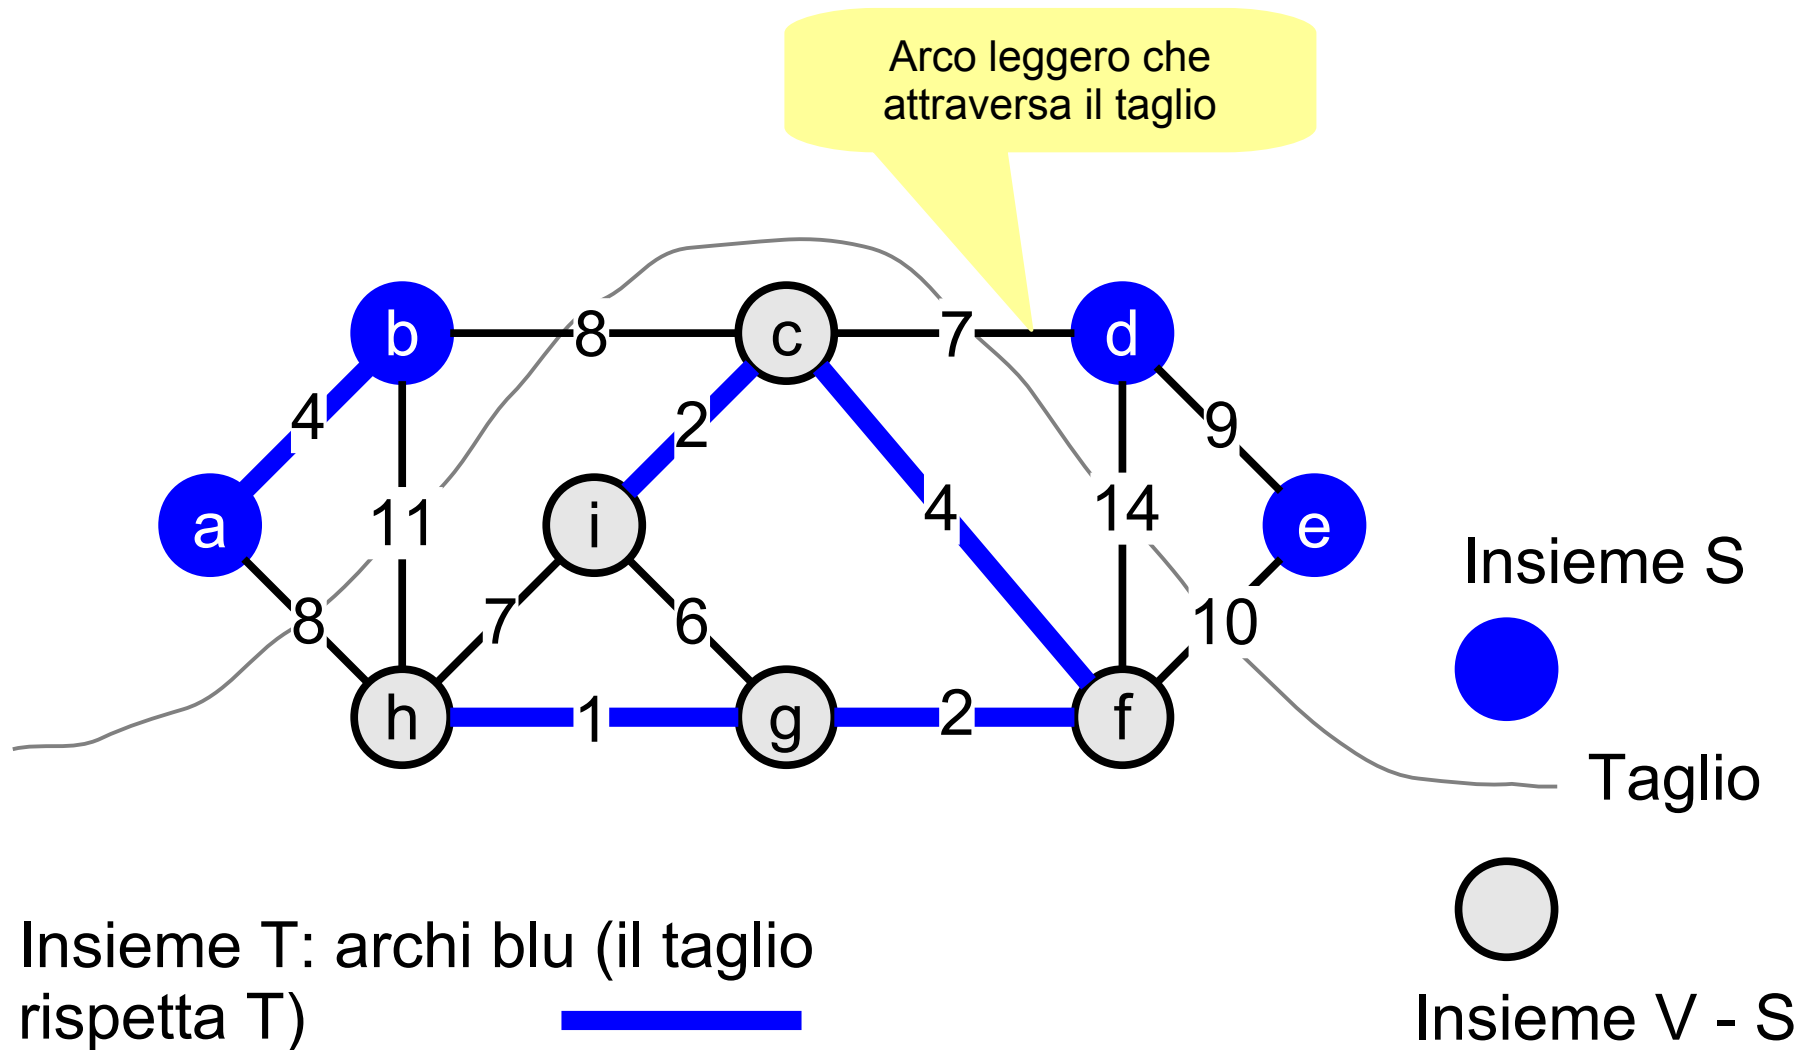 Arco leggero che
attraversa il taglio
b
8
c
7
d
4
2
9
a
11
i
4
14
e
Insieme S
8
7
6
10
h
1
g
2
f
Taglio
Insieme T: archi blu (il taglio
rispetta T)
Insieme V - S